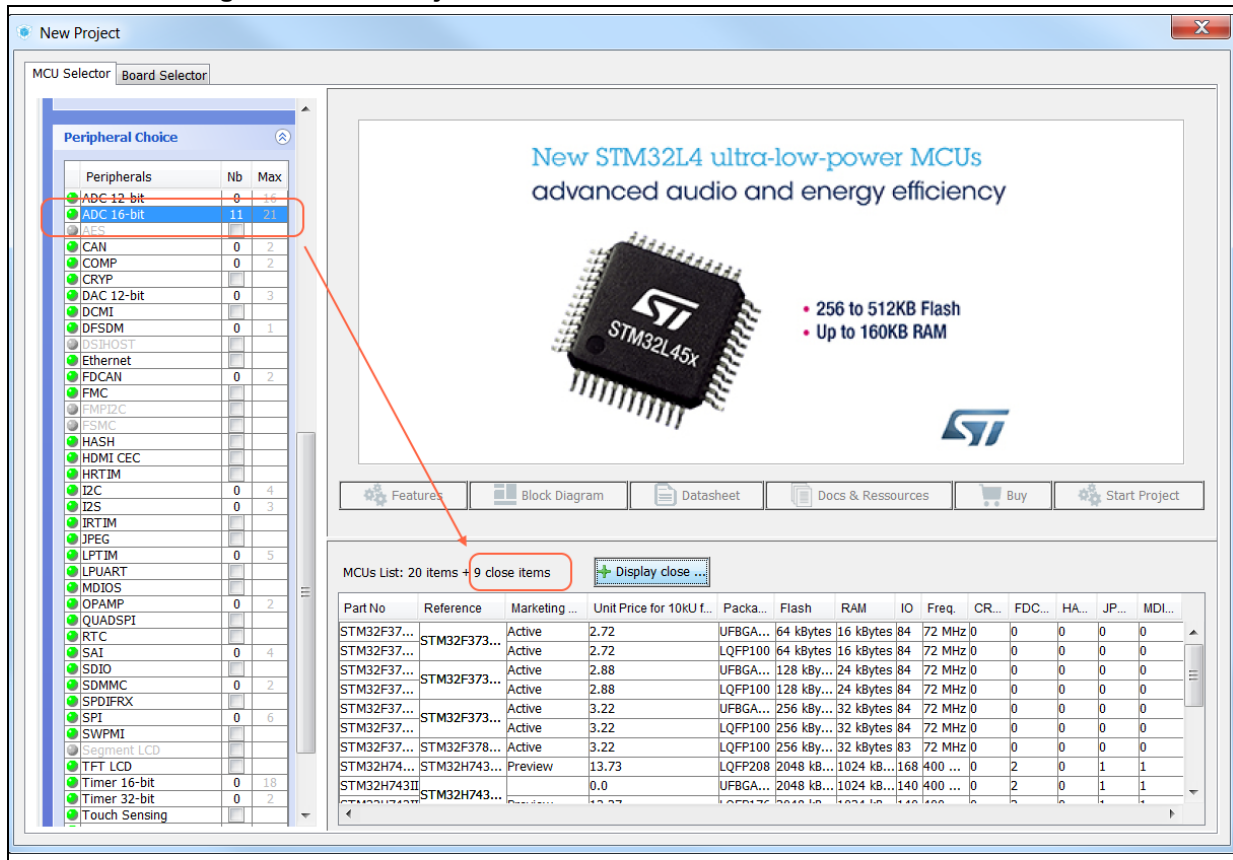 New Project
X
MCU Selector Board Selector
Peripheral Choice
Peripherals Nb Max
ADC 12-bit 0 16
ADC 16-bit 11 21
AES
CAN 0 2
COMP 0 2
CRYP
DAC 12-bit 0 3
DCMI
DFSDM 0 1
DSIHOST
Ethernet
FDCAN 0 2
FMC
FMPI2C
FSMC
HASH
HDMI CEC
HRTIM
I2C 0 4
I2S 0 3
IRTIM
JPEG
LPTIM 0 5
LPUART
MDIOS
OPAMP 0 2
QUADSPI
RTC
SAI 0 4
SDIO
SDMMC 0 2
SPDIFRX
SPI 0 6
SWPMI
Segment LCD
TFT LCD
Timer 16-bit 0 18
Timer 32-bit 0 2
Touch Sensing
New STM32L4 ultra-low-power MCUs
advanced audio and energy efficiency
ST
STM32L45x
• 256 to 512KB Flash
• Up to 160KB RAM
ST
Features Block Diagram Datasheet Docs & Ressources Buy Start Project
MCUs List: 20 items + 9 close items Display close ...
Part No Reference Marketing ... Unit Price for 10kU f... Packa... Flash RAM IO Freq. CR... FDC... HA... JP... MDI...
STM32F37... STM32F373... Active 2.72 UFBGA... 64 kBytes 16 kBytes 84 72 MHz 0 0 0 0 0
STM32F37... Active 2.72 LQFP100 64 kBytes 16 kBytes 84 72 MHz 0 0 0 0 0
STM32F37... STM32F373... Active 2.88 UFBGA... 128 kBy... 24 kBytes 84 72 MHz 0 0 0 0 0
STM32F37... Active 2.88 LQFP100 128 kBy... 24 kBytes 84 72 MHz 0 0 0 0 0
STM32F37... STM32F373... Active 3.22 UFBGA... 256 kBy... 32 kBytes 84 72 MHz 0 0 0 0 0
STM32F37... Active 3.22 LQFP100 256 kBy... 32 kBytes 84 72 MHz 0 0 0 0 0
STM32F37... STM32F378... Active 3.22 LQFP100 256 kBy... 32 kBytes 83 72 MHz 0 0 0 0 0
STM32H74... STM32H743... Preview 13.73 LQFP208 2048 kB... 1024 kB... 168 400 ... 0 2 0 1 1
STM32H743II STM32H743... 0.0 UFBGA... 2048 kB... 1024 kB... 140 400 ... 0 2 0 1 1